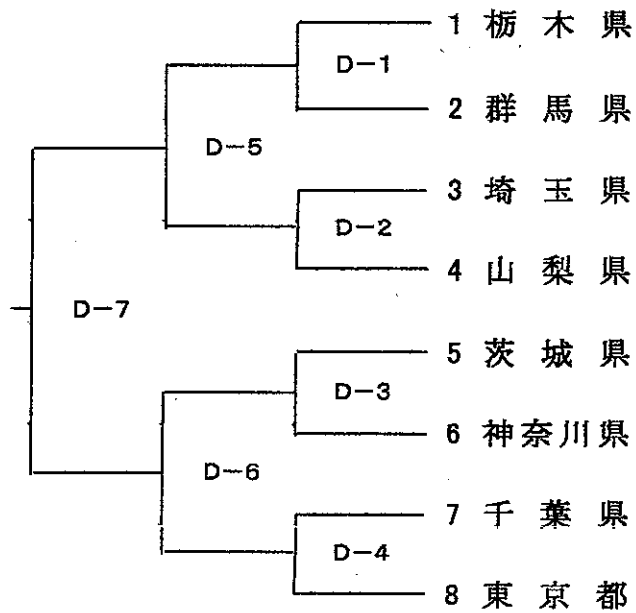 1 栃木県
D-1
2 群馬県
D-5
3 埼玉県
D-2
4 山梨県
D-7
5 茨城県
D-3
6 神奈川県
D-6
7 千葉県
D-4
8 東京都